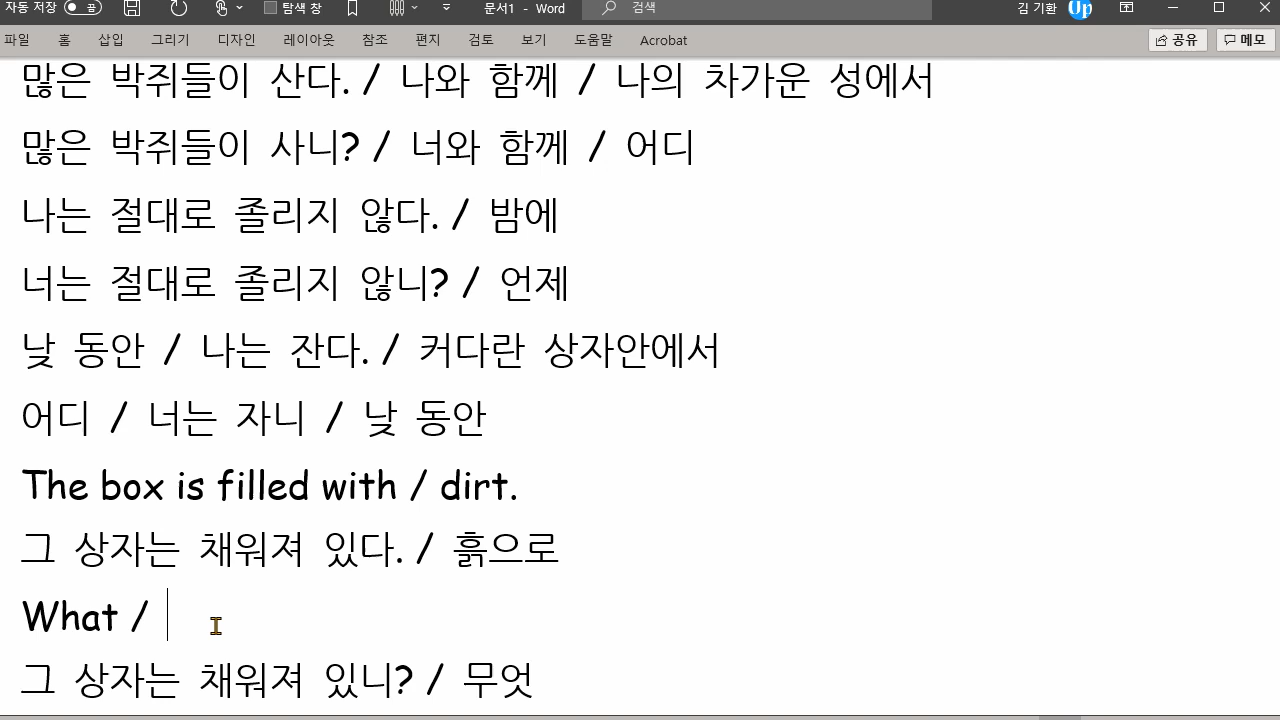 자동 저장 끔 탐색 창 문서1 - Word 검색 김 기환 Up
파일 홈 삽입 그리기 디자인 레이아웃 참조 편지 검토 보기 도움말 Acrobat 공유 메모
많은 박쥐들이 산다. / 나와 함께 / 나의 차가운 성에서
많은 박쥐들이 사니? / 너와 함께 / 어디
나는 절대로 졸리지 않다. / 밤에
너는 절대로 졸리지 않니? / 언제
낮 동안 / 나는 잔다. / 커다란 상자안에서
어디 / 너는 자니 / 낮 동안
The box is filled with / dirt.
그 상자는 채워져 있다. / 흙으로
What /
그 상자는 채워져 있니? / 무엇